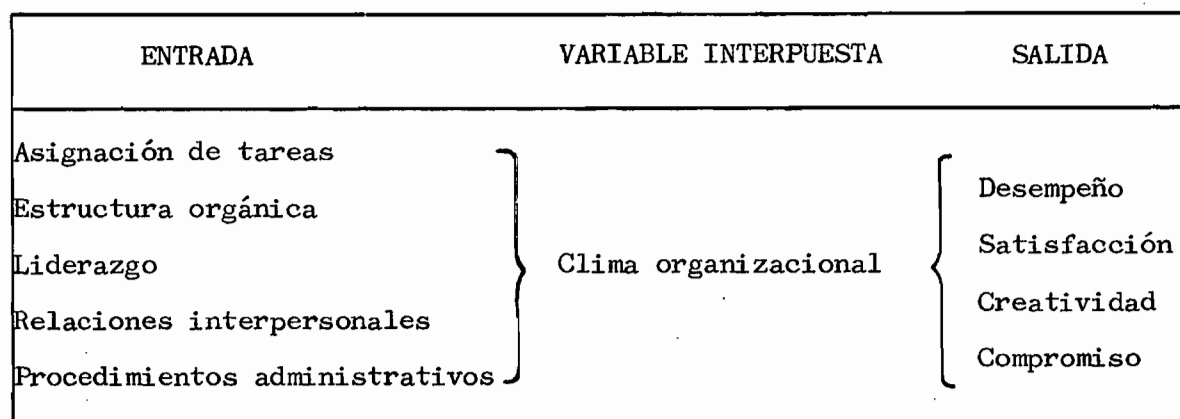 ENTRADA VARIABLE INTERPUESTA SALIDA
Asignación de tareas
Estructura orgánica
Liderazgo
Relaciones interpersonales
Procedimientos administrativos
Clima organizacional
Desempeño
Satisfacción
Creatividad
Compromiso